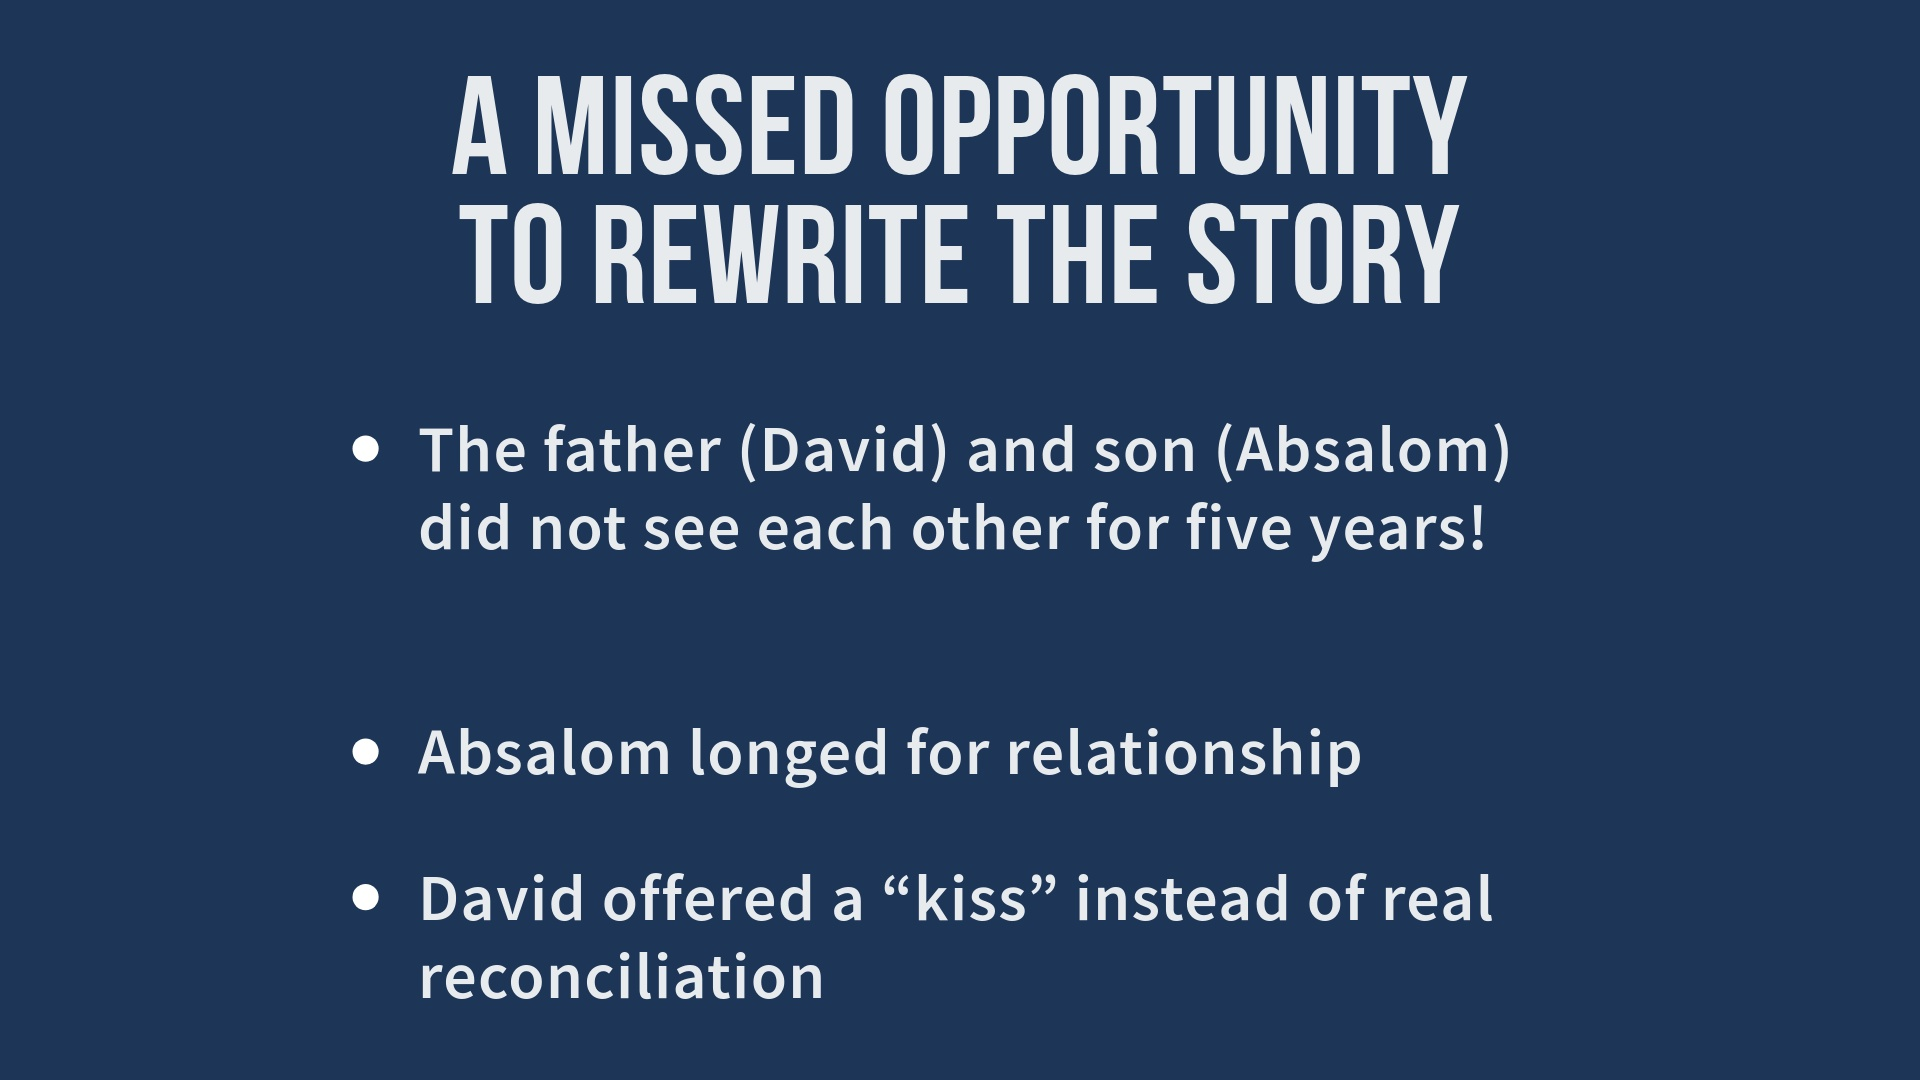 A MISSED OPPORTUNITY
TO REWRITE THE STORY
• The father (David) and son (Absalom)
did not see each other for five years!
• Absalom longed for relationship
• David offered a “kiss” instead of real
reconciliation